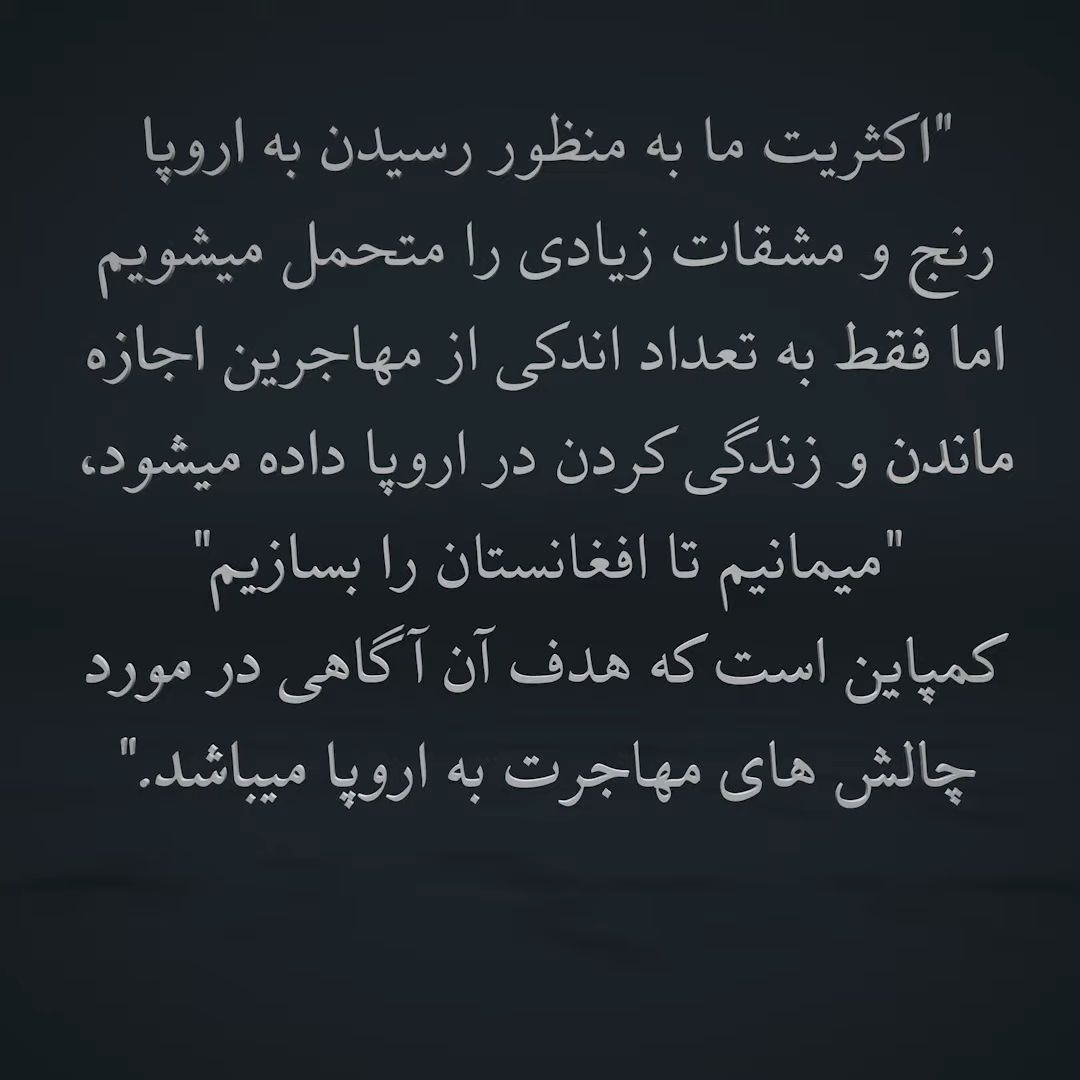 "اکثریت ما به منظور رسیدن به اروپا
رنج و مشقات زیادی را متحمل میشویم
اما فقط به تعداد اندکی از مهاجرین اجازه
ماندن و زندگی کردن در اروپا داده میشود،
"میمانیم تا افغانستان را بسازیم"
کمپاین است که هدف آن آگاهی در مورد
چالش های مهاجرت به اروپا میباشد."